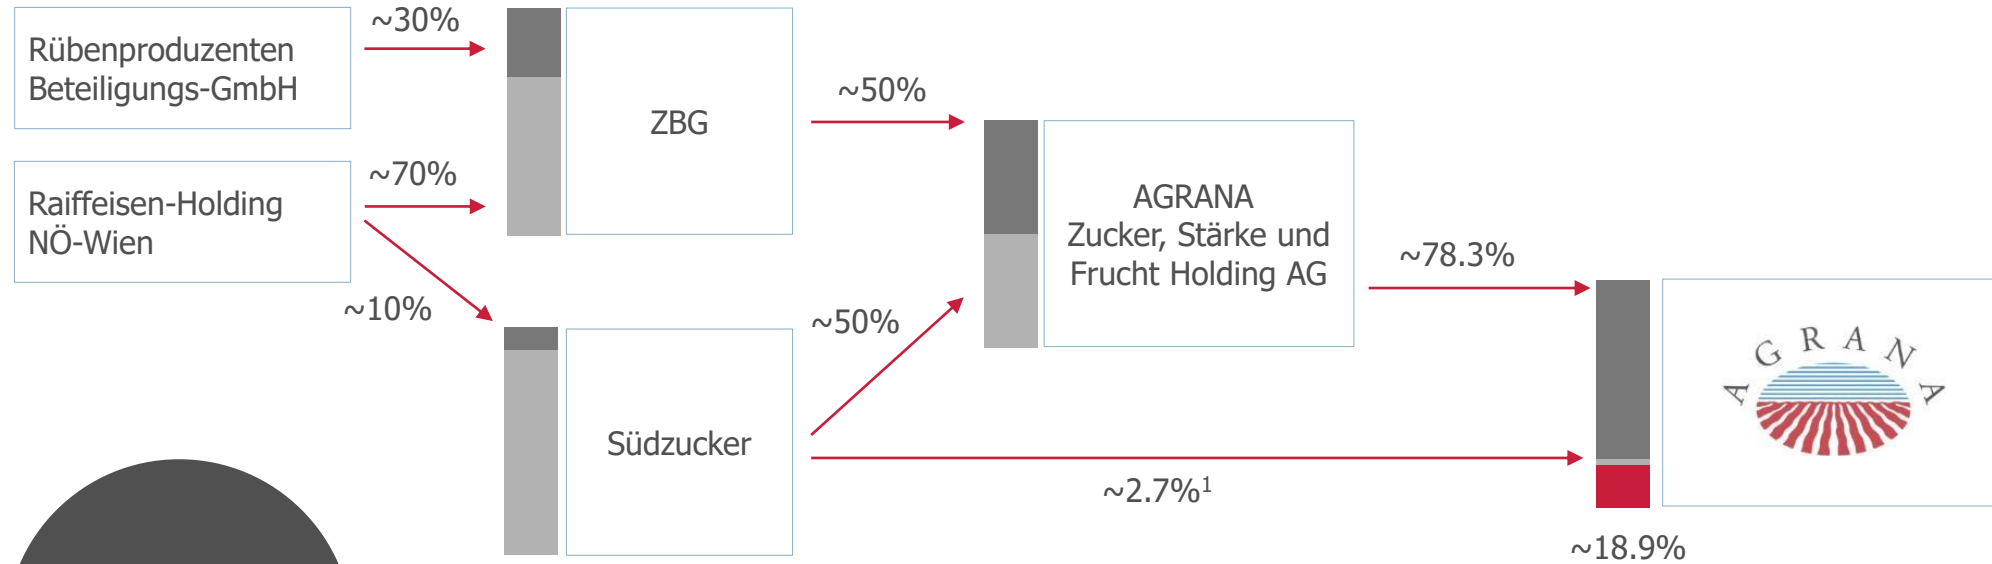 Rübenproduzenten
Beteiligungs-GmbH
~30%
Raiffeisen-Holding
NÖ-Wien
~70%
~10%
ZBG
~50%
Südzucker
~50%
~2.7%¹
AGRANA
Zucker, Stärke und
Frucht Holding AG
~78.3%
AGRANA
~18.9%